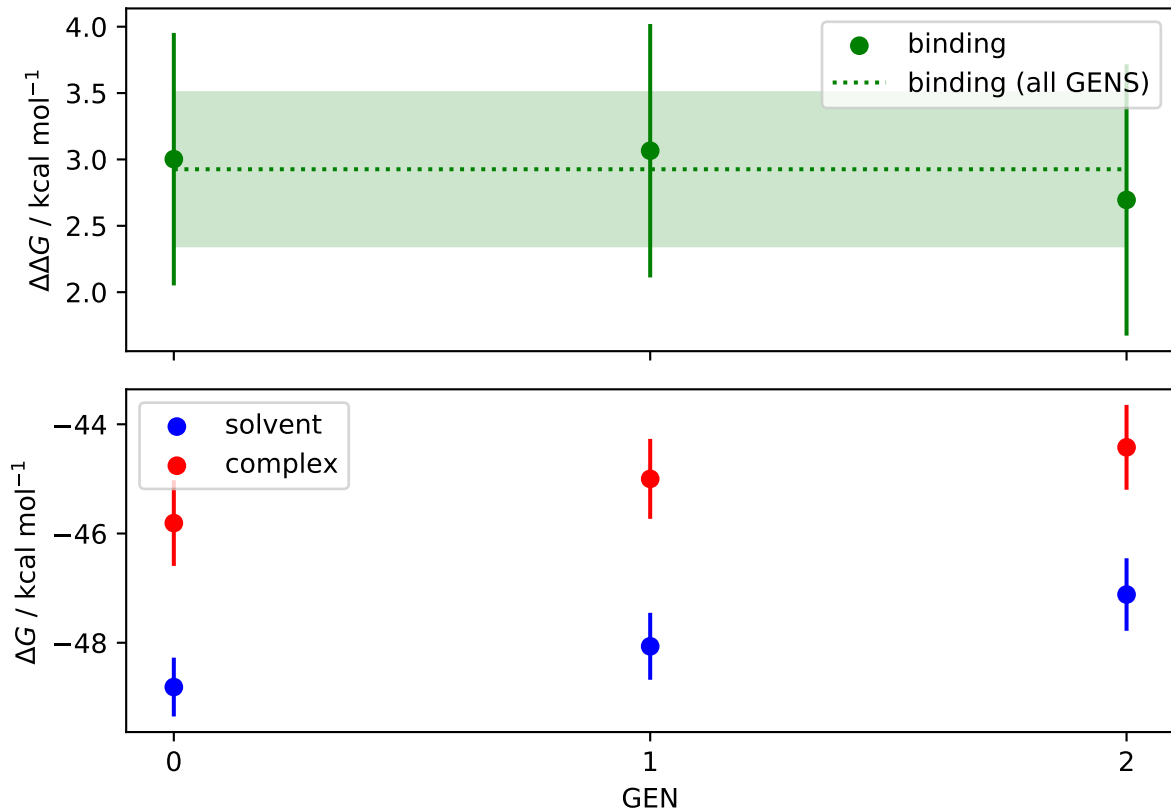 4.0
3.5
3.0
2.5
2.0
ΔΔG / kcal mol⁻¹
binding
binding (all GENS)
−44
−46
−48
ΔG / kcal mol⁻¹
solvent
complex
0 1 2
GEN